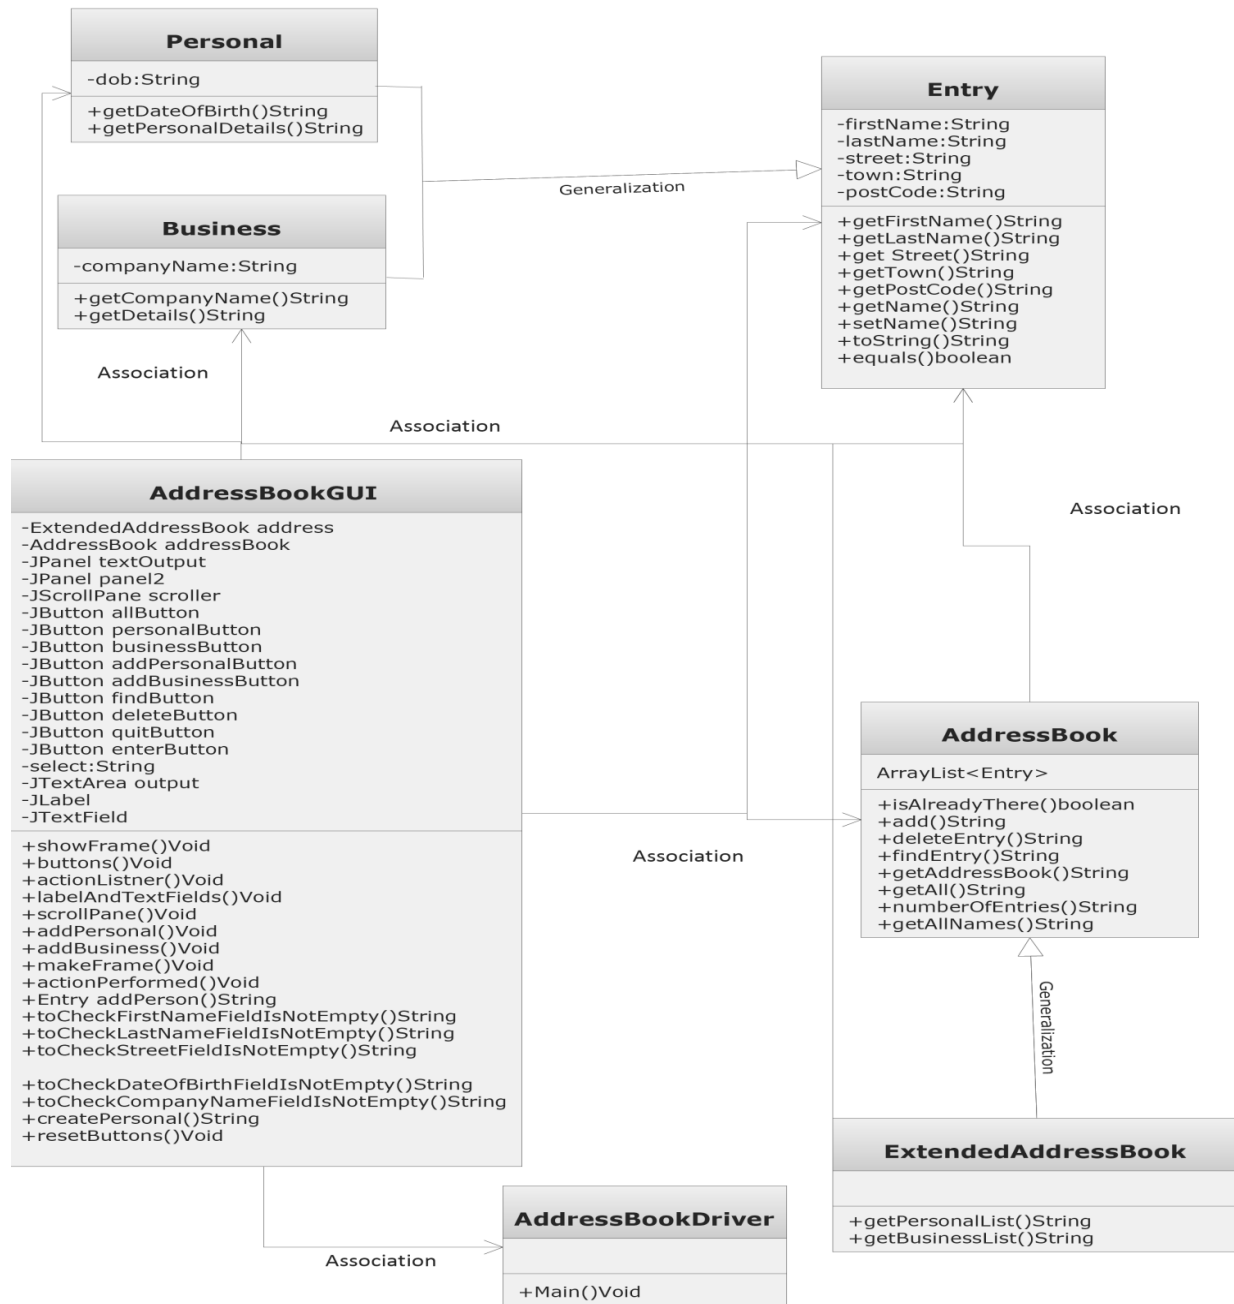 Personal
-dob:String
+getDateOfBirth()String
+getPersonalDetails()String
Business
-companyName:String
+getCompanyName()String
+getDetails()String
Generalization
Entry
-firstName:String
-lastName:String
-street:String
-town:String
-postCode:String
+getFirstName()String
+getLastName()String
+get Street()String
+getTown()String
+getPostCode()String
+getName()String
+setName()String
+toString()String
+equals()boolean
Association
Association
Association
AddressBookGUI
-ExtendedAddressBook address
-AddressBook addressBook
-JPanel textOutput
-JPanel panel2
-JScrollPane scroller
-JButton allButton
-JButton personalButton
-JButton businessButton
-JButton addPersonalButton
-JButton addBusinessButton
-JButton findButton
-JButton deleteButton
-JButton quitButton
-JButton enterButton
-select:String
-JTextArea output
-JLabel
-JTextField
+showFrame()Void
+buttons()Void
+actionListner()Void
+labelAndTextFields()Void
+scrollPane()Void
+addPersonal()Void
+addBusiness()Void
+makeFrame()Void
+actionPerformed()Void
+Entry addPerson()String
+toCheckFirstNameFieldIsNotEmpty()String
+toCheckLastNameFieldIsNotEmpty()String
+toCheckStreetFieldIsNotEmpty()String
+toCheckDateOfBirthFieldIsNotEmpty()String
+toCheckCompanyNameFieldIsNotEmpty()String
+createPersonal()String
+resetButtons()Void
Association
AddressBook
ArrayList<Entry>
+isAlreadyThere()boolean
+add()String
+deleteEntry()String
+findEntry()String
+getAddressBook()String
+getAll()String
+numberOfEntries()String
+getAllNames()String
Generalization
ExtendedAddressBook
+getPersonalList()String
+getBusinessList()String
Association
AddressBookDriver
+Main()Void